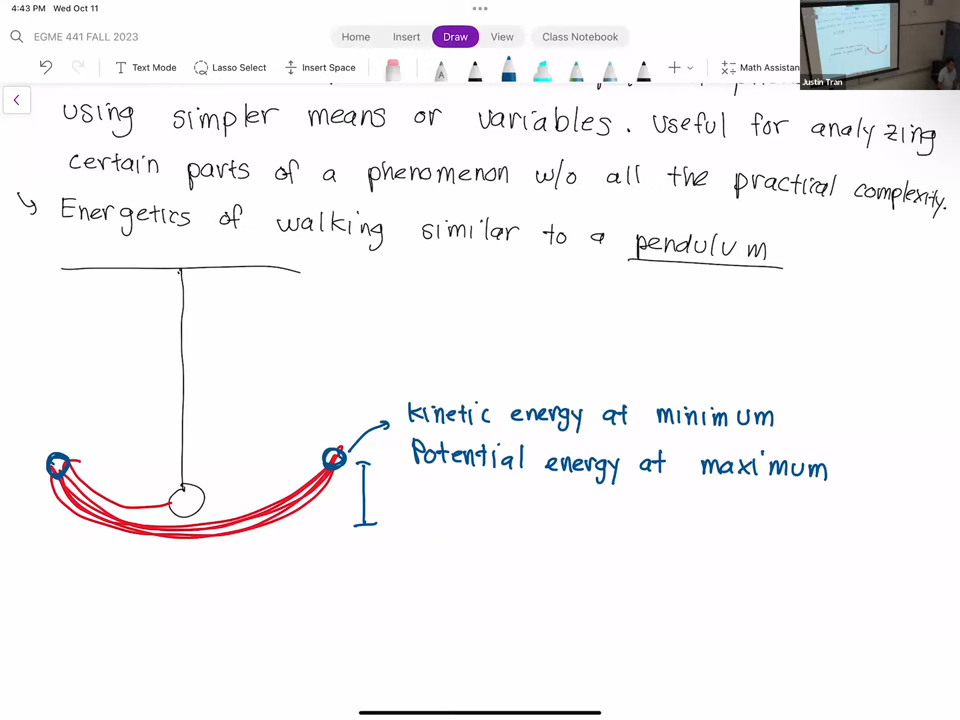 4:43 PM Wed Oct 11
EGME 441 FALL 2023
Home Insert Draw View Class Notebook
Text Mode Lasso Select Insert Space Math Assistan
Justin Tran
using simpler means or variables. Useful for analyzing
certain parts of a phenomenon w/o all the practical complexity.
↳ Energetics of walking similar to a pendulum
Kinetic energy at minimum
Potential energy at maximum